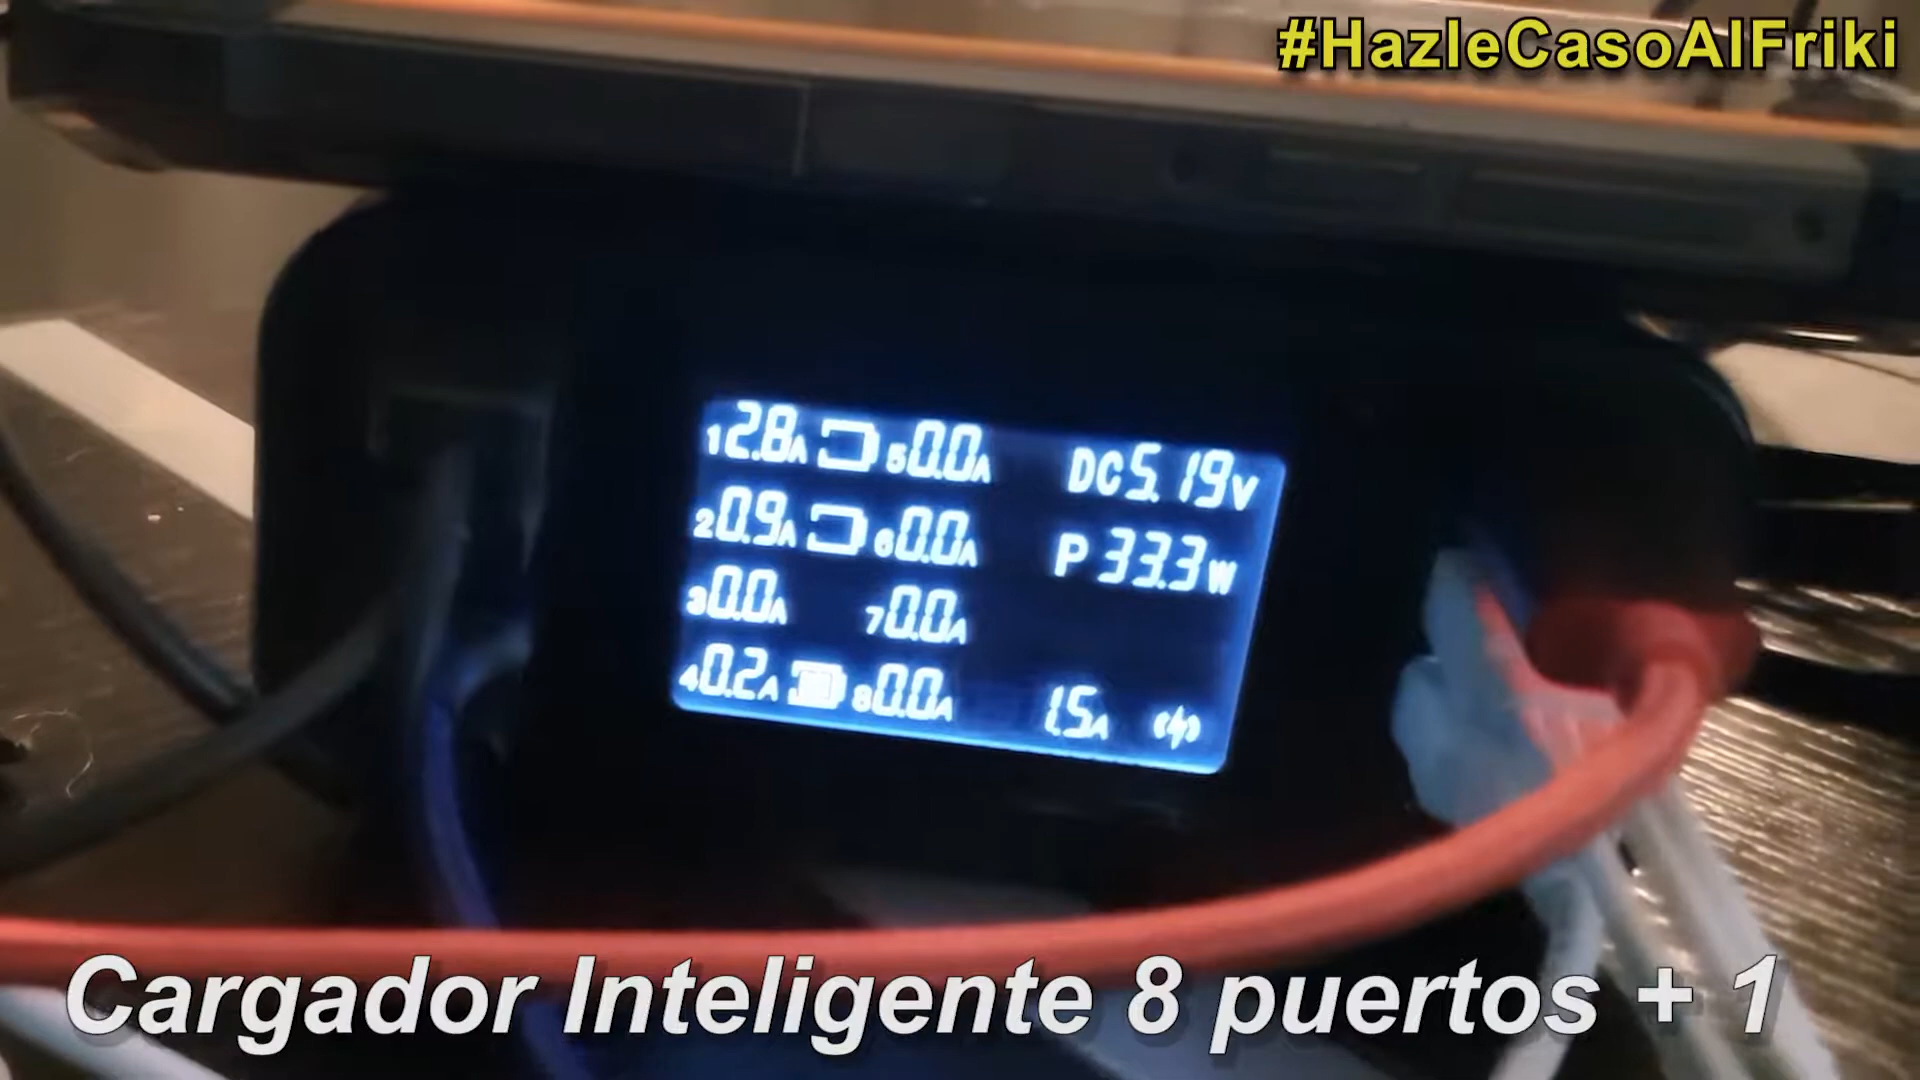 #HazleCasoAlFriki
1 2.8A 5 0.0A DC 5.19V
2 0.9A 6 0.0A P 33.3W
3 0.0A 7 0.0A
4 0.2A 8 0.0A 1.5A
Cargador Inteligente 8 puertos + 1